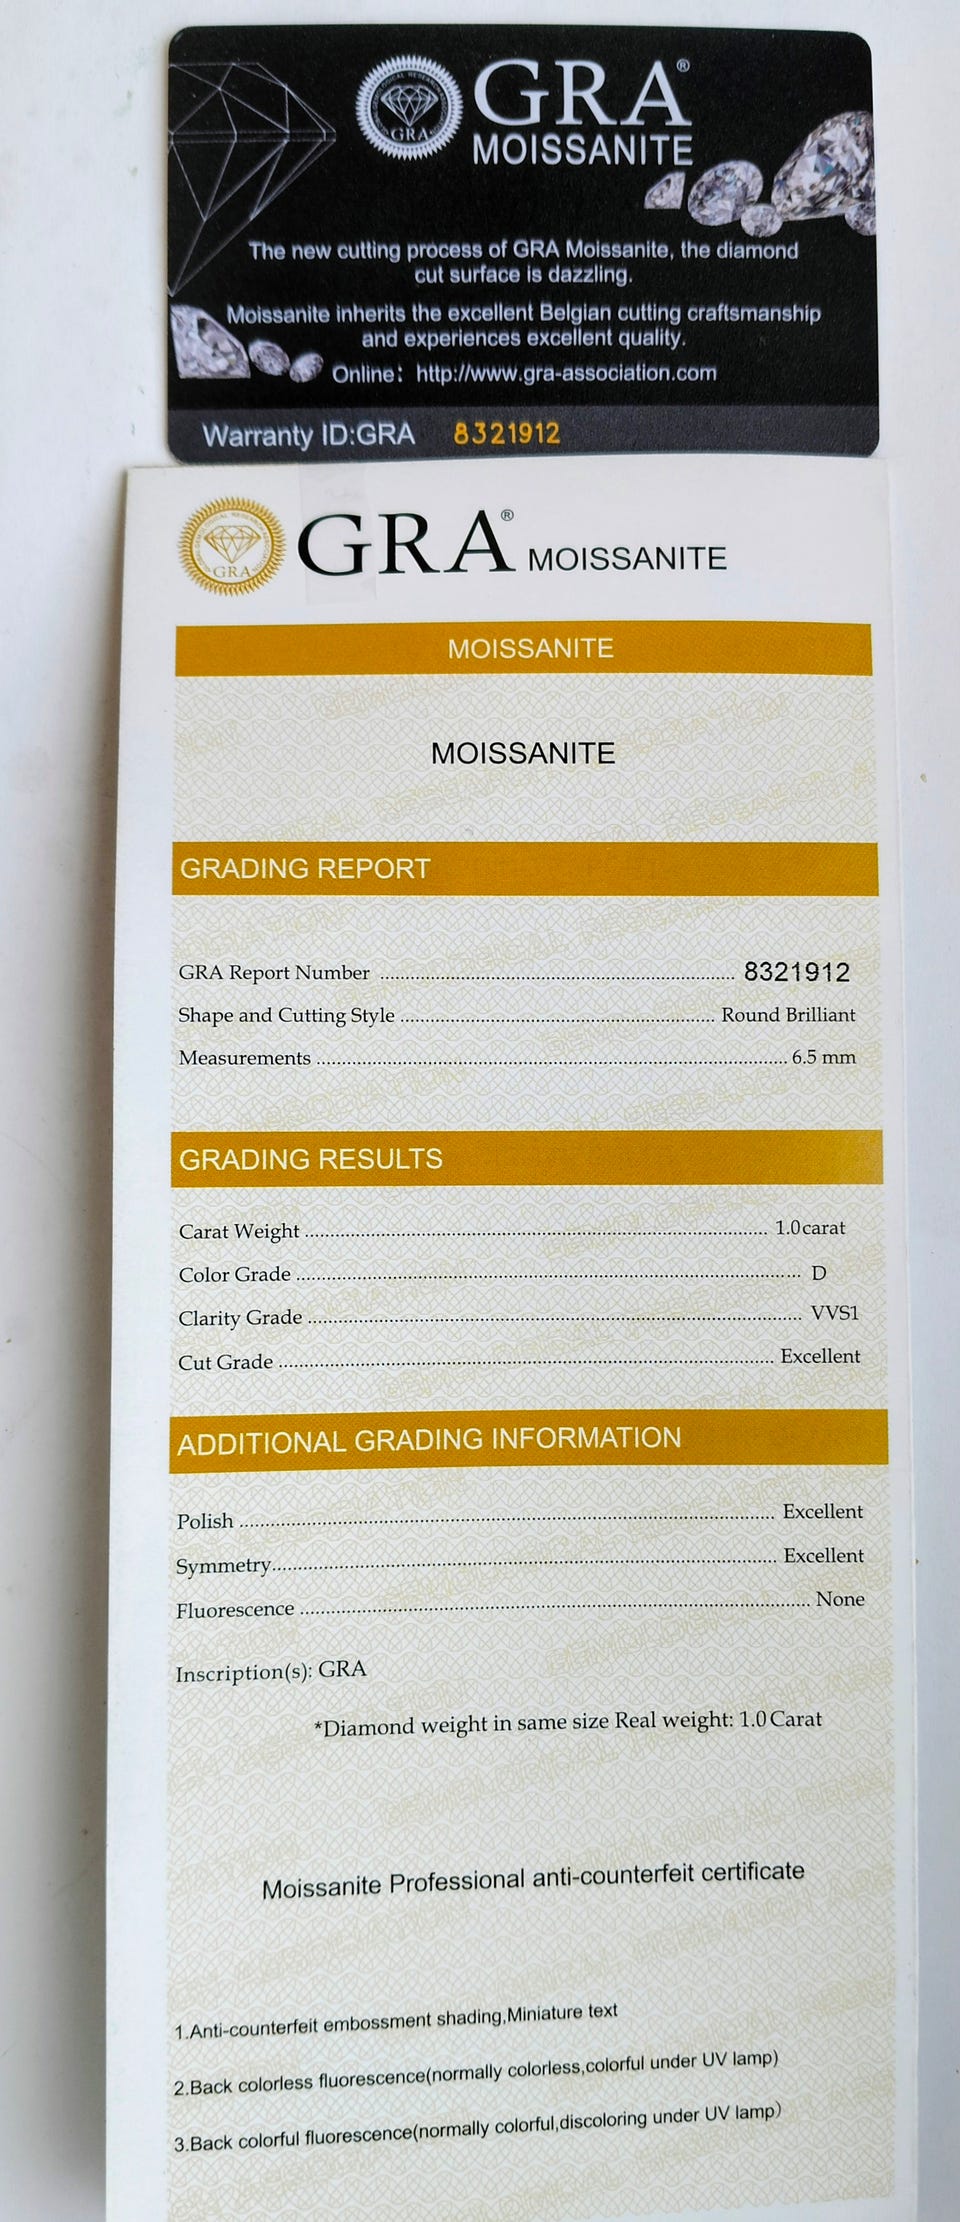 GRA®
MOISSANITE
GRA
The new cutting process of GRA Moissanite, the diamond
cut surface is dazzling.
Moissanite inherits the excellent Belgian cutting craftsmanship
and experiences excellent quality.
Online: http://www.gra-association.com
Warranty ID:GRA 8321912
GRA® MOISSANITE
GRA
MOISSANITE
MOISSANITE
GRADING REPORT
GRA Report Number ........ 8321912
Shape and Cutting Style ........ Round Brilliant
Measurements ........ 6.5 mm
GRADING RESULTS
Carat Weight ........ 1.0carat
Color Grade ........ D
Clarity Grade ........ VVS1
Cut Grade ........ Excellent
ADDITIONAL GRADING INFORMATION
Polish ........ Excellent
Symmetry........ Excellent
Fluorescence ........ None
Inscription(s): GRA
*Diamond weight in same size Real weight: 1.0 Carat
Moissanite Professional anti-counterfeit certificate
1.Anti-counterfeit embossment shading,Miniature text
2.Back colorless fluorescence(normally colorless,colorful under UV lamp)
3.Back colorful fluorescence(normally colorful,discoloring under UV lamp)